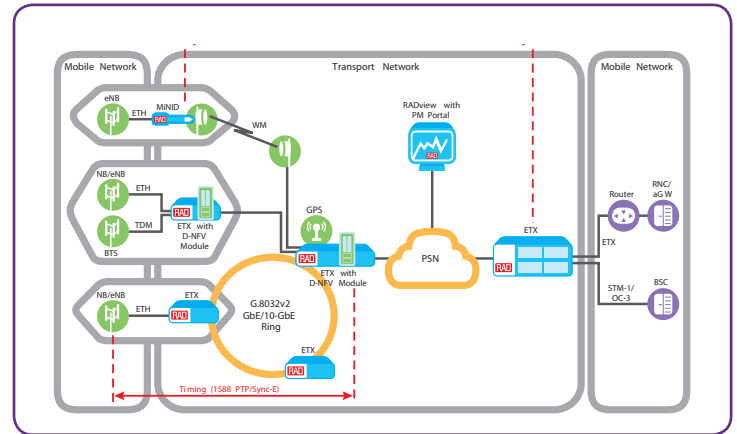 Mobile Network
Transport Network
Mobile Network
eNB
ETH
MiNID
RAD
WM
RADview with
PM Portal
RAD
NB/eNB
ETH
TDM
BTS
RAD
ETX with
D-NFV
Module
GPS
RAD
ETX with
D-NFV Module
PSN
ETX
RAD
Router
RNC/
aGW
ETX
STM-1/
OC-3
BSC
NB/eNB
ETH
ETX
RAD
G.8032v2
GbE/10-GbE
Ring
ETX
RAD
Timing (1588 PTP/Sync-E)